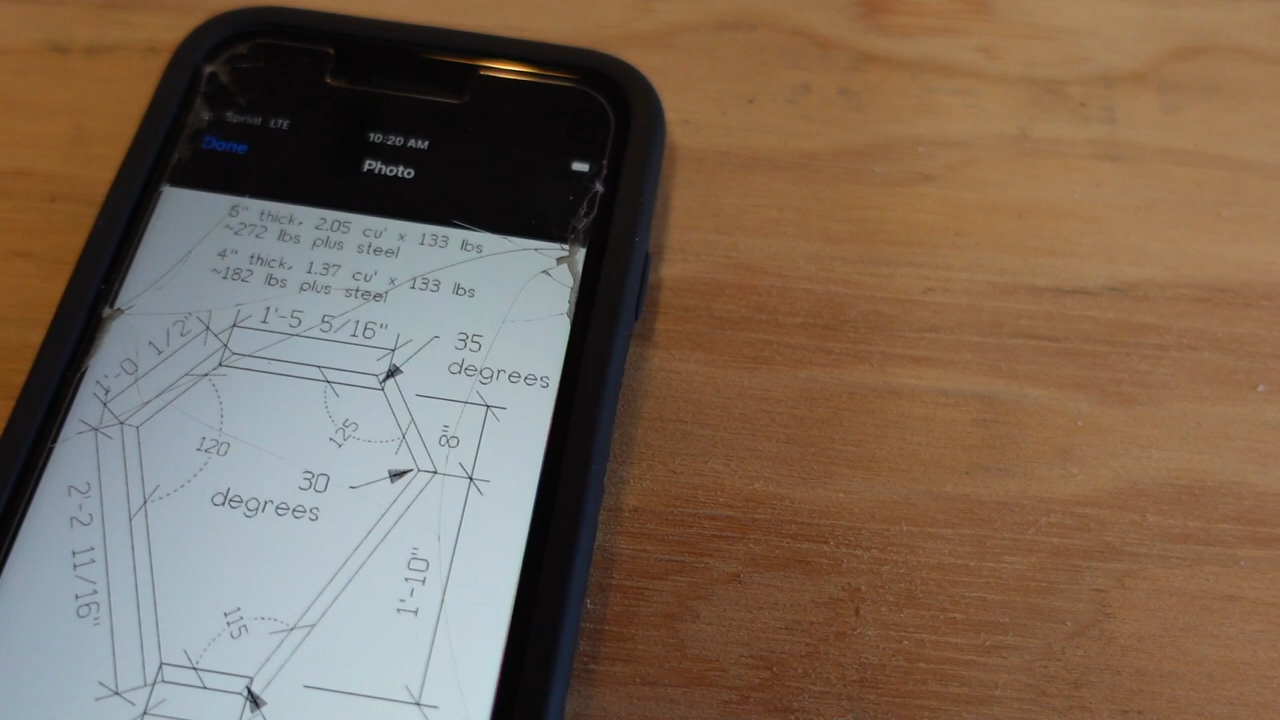 Sprint LTE
10:20 AM
Done
Photo
6" thick, 2.05 cu' x 133 lbs
~272 lbs plus steel
4" thick, 1.37 cu' x 133 lbs
~182 lbs plus steel
1'-5 5/16"
1'-0 1/2"
35
degrees
125
8"
120
30
degrees
2'-2 11/16"
1'-10"
115